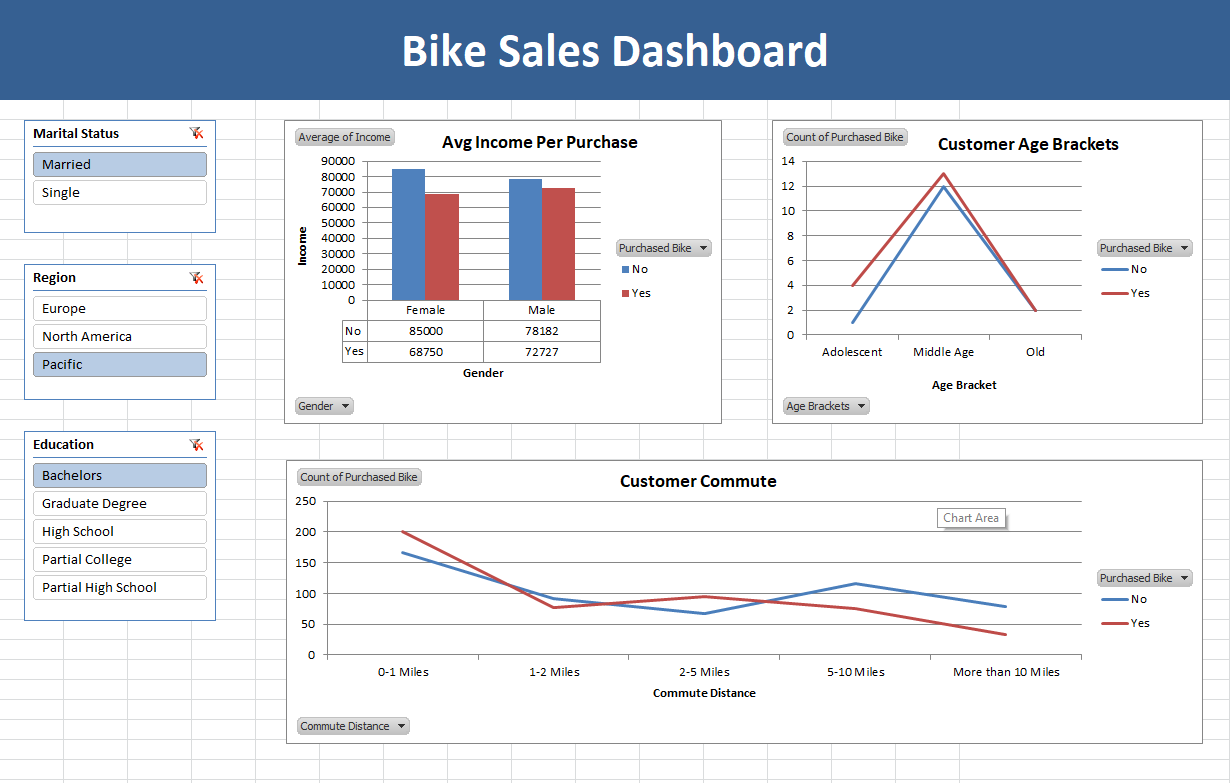 Bike Sales Dashboard
Marital Status
Married
Single
Region
Europe
North America
Pacific
Education
Bachelors
Graduate Degree
High School
Partial College
Partial High School
Average of Income
Avg Income Per Purchase
90000
80000
70000
60000
50000
40000
30000
20000
10000
0
Income
Female Male
No 85000 78182
Yes 68750 72727
Gender
Purchased Bike
No
Yes
Gender
Count of Purchased Bike
Customer Age Brackets
14
12
10
8
6
4
2
0
Adolescent Middle Age Old
Age Bracket
Purchased Bike
No
Yes
Age Brackets
Count of Purchased Bike
Customer Commute
Chart Area
250
200
150
100
50
0
0-1 Miles 1-2 Miles 2-5 Miles 5-10 Miles More than 10 Miles
Commute Distance
Purchased Bike
No
Yes
Commute Distance